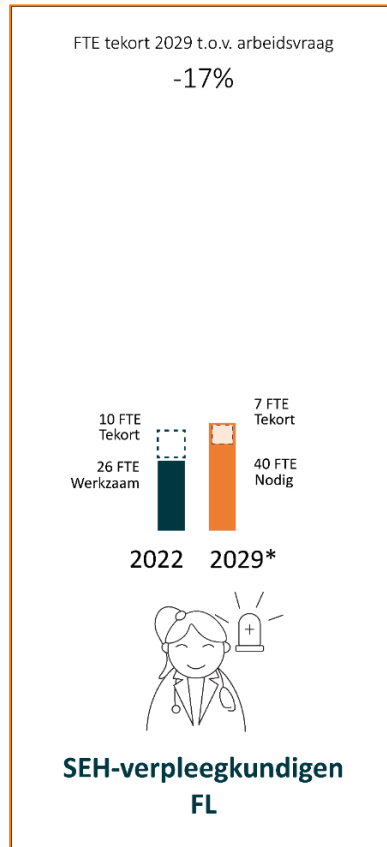 FTE tekort 2029 t.o.v. arbeidsvraag
-17%
10 FTE
Tekort
7 FTE
Tekort
26 FTE
Werkzaam
40 FTE
Nodig
2022
2029*
SEH-verpleegkundigen
FL